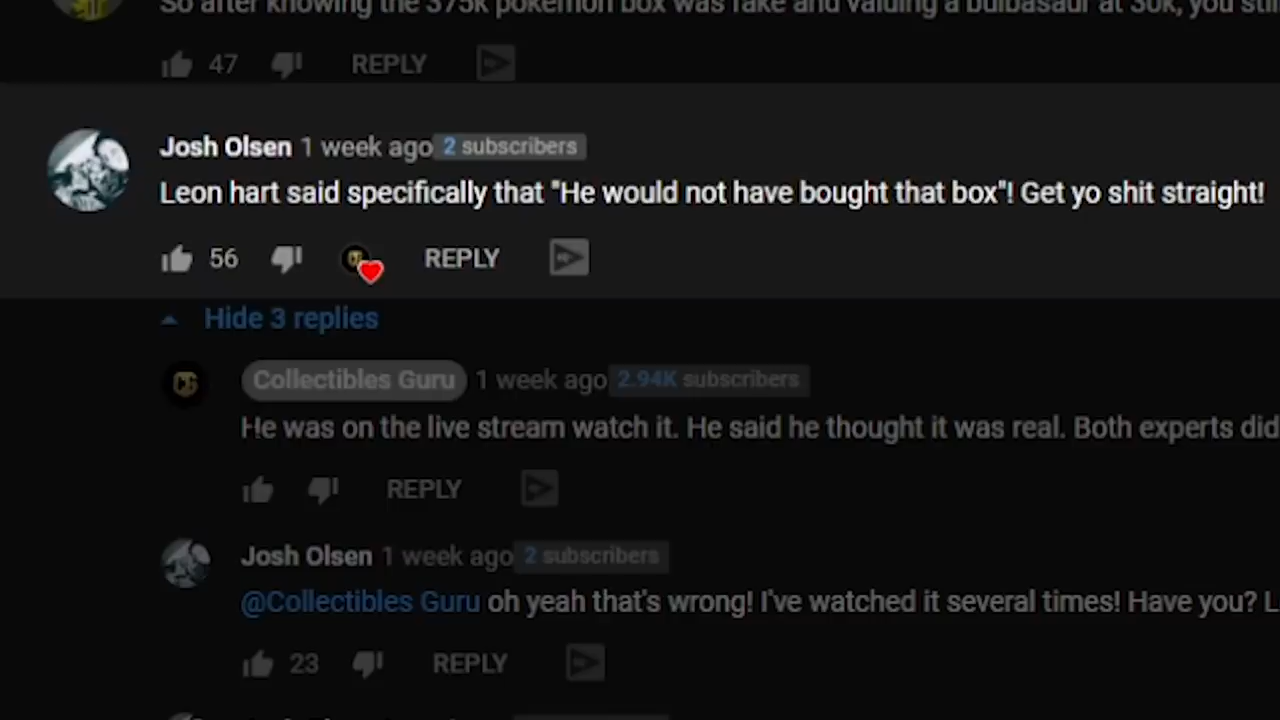 So after knowing the 375k pokemon box was fake and valuing a bulbasaur at 30k, you still
47 REPLY
Josh Olsen 1 week ago 2 subscribers
Leon hart said specifically that "He would not have bought that box"! Get yo shit straight!
56 REPLY
Hide 3 replies
Collectibles Guru 1 week ago 2.94K subscribers
He was on the live stream watch it. He said he thought it was real. Both experts did
REPLY
Josh Olsen 1 week ago 2 subscribers
@Collectibles Guru oh yeah that's wrong! I've watched it several times! Have you? L
23 REPLY